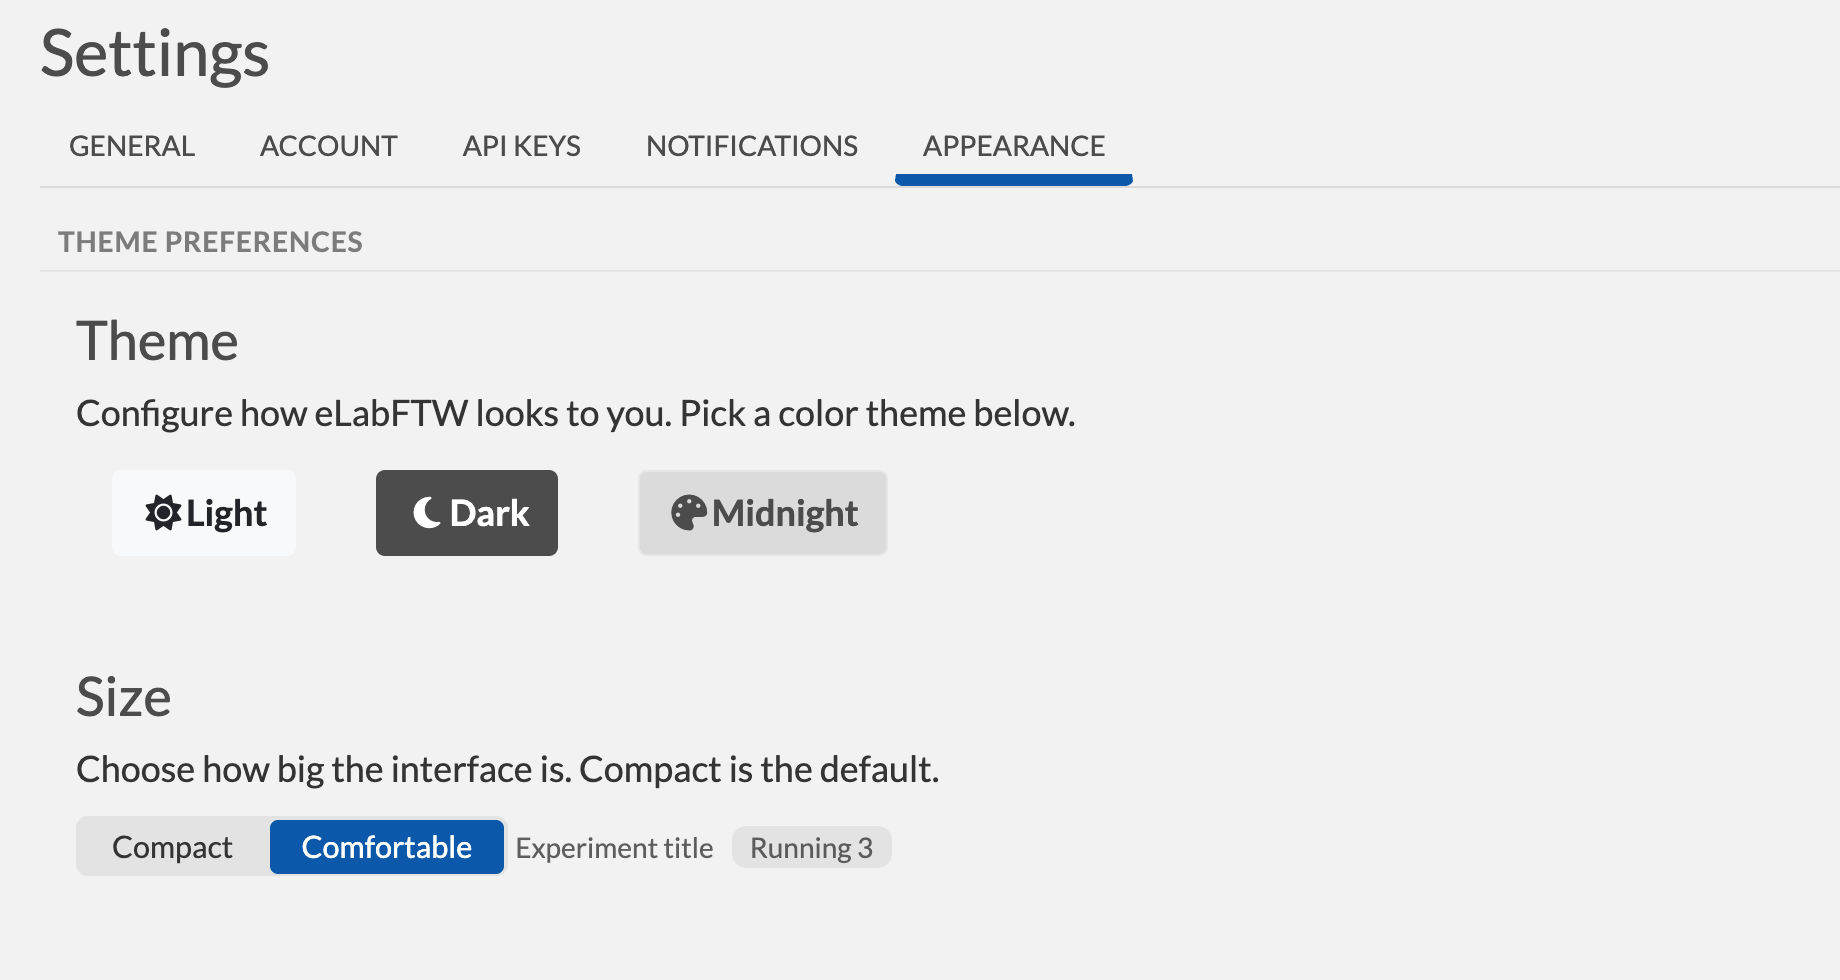 Settings
GENERAL ACCOUNT API KEYS NOTIFICATIONS APPEARANCE
THEME PREFERENCES
Theme
Configure how eLabFTW looks to you. Pick a color theme below.
Light Dark Midnight
Size
Choose how big the interface is. Compact is the default.
Compact Comfortable Experiment title Running 3